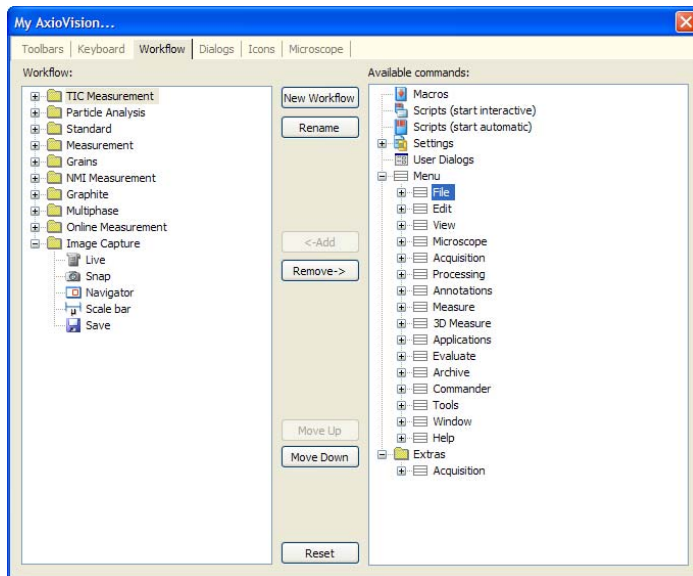 My AxioVision...
Toolbars Keyboard Workflow Dialogs Icons Microscope
Workflow:
TIC Measurement
Particle Analysis
Standard
Measurement
Grains
NMI Measurement
Graphite
Multiphase
Online Measurement
Image Capture
Live
Snap
Navigator
Scale bar
Save
New Workflow
Rename
<-Add
Remove->
Move Up
Move Down
Reset
Available commands:
Macros
Scripts (start interactive)
Scripts (start automatic)
Settings
User Dialogs
Menu
File
Edit
View
Microscope
Acquisition
Processing
Annotations
Measure
3D Measure
Applications
Evaluate
Archive
Commander
Tools
Window
Help
Extras
Acquisition